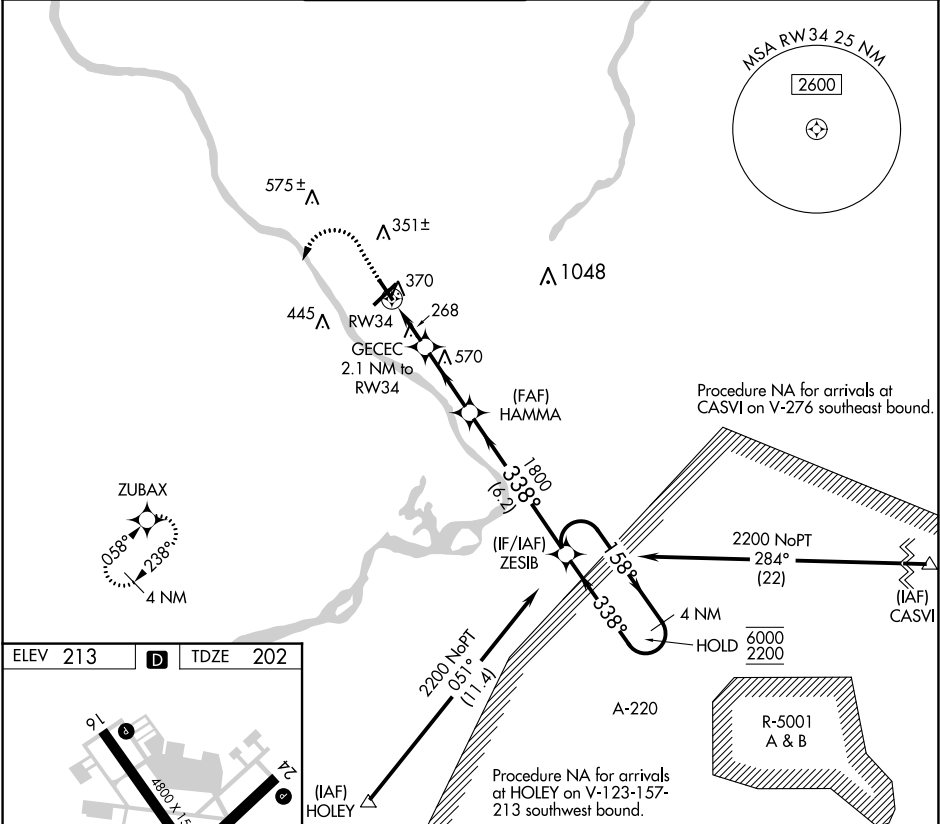 MSA RW34 25 NM
2600
575±
351±
370
1048
445
RW34
268
GECEC
2.1 NM to
RW34
570
(FAF)
HAMMA
Procedure NA for arrivals at
CASVI on V-276 southeast bound.
1800
338°
(6.2)
ZUBAX
058°
238°
4 NM
(IF/IAF)
ZESIB
158°
338°
2200 NoPT
284°
(22)
(IAF)
CASVI
4 NM
HOLD
6000
2200
2200 NoPT
051°
(11.4)
ELEV 213
D
TDZE 202
A-220
R-5001
A & B
16
P
24
P
4800 X 15
(IAF)
HOLEY
Procedure NA for arrivals
at HOLEY on V-123-157-
213 southwest bound.